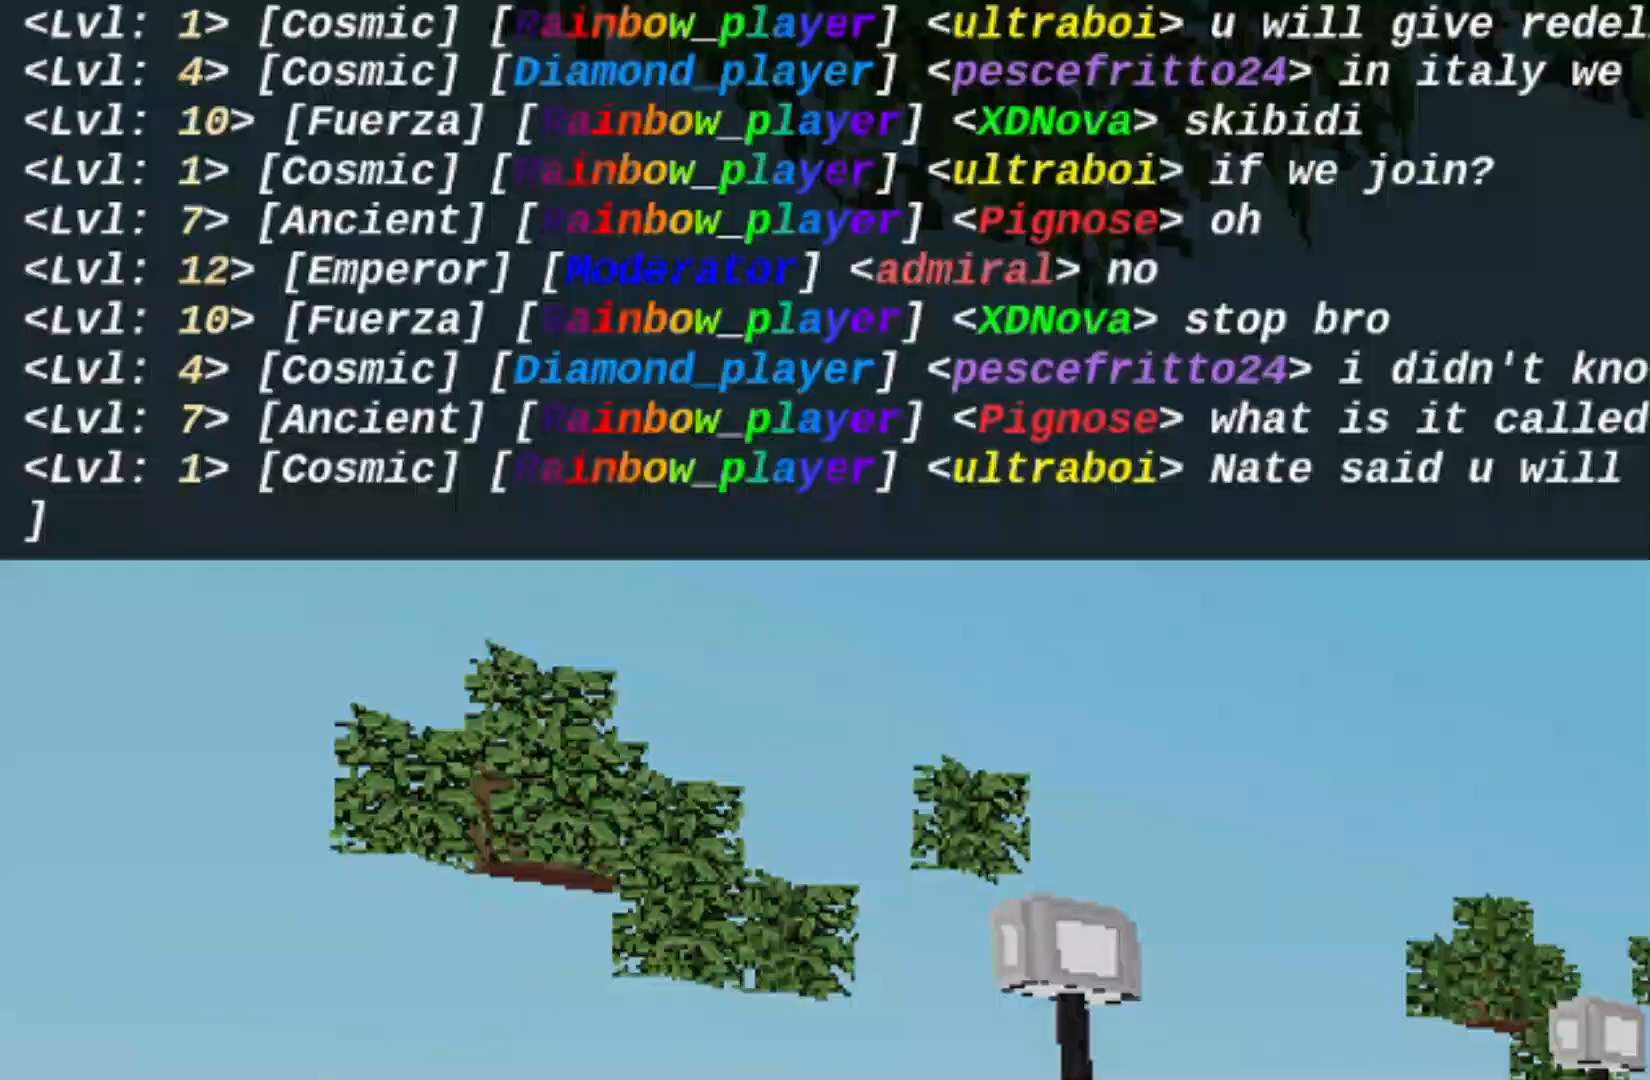 <Lvl: 1> [Cosmic] [Rainbow_player] <ultraboi> u will give redel
<Lvl: 4> [Cosmic] [Diamond_player] <pescefritto24> in italy we
<Lvl: 10> [Fuerza] [Rainbow_player] <XDNova> skibidi
<Lvl: 1> [Cosmic] [Rainbow_player] <ultraboi> if we join?
<Lvl: 7> [Ancient] [Rainbow_player] <Pignose> oh
<Lvl: 12> [Emperor] [Moderator] <admiral> no
<Lvl: 10> [Fuerza] [Rainbow_player] <XDNova> stop bro
<Lvl: 4> [Cosmic] [Diamond_player] <pescefritto24> i didn't kno
<Lvl: 7> [Ancient] [Rainbow_player] <Pignose> what is it called
<Lvl: 1> [Cosmic] [Rainbow_player] <ultraboi> Nate said u will
]